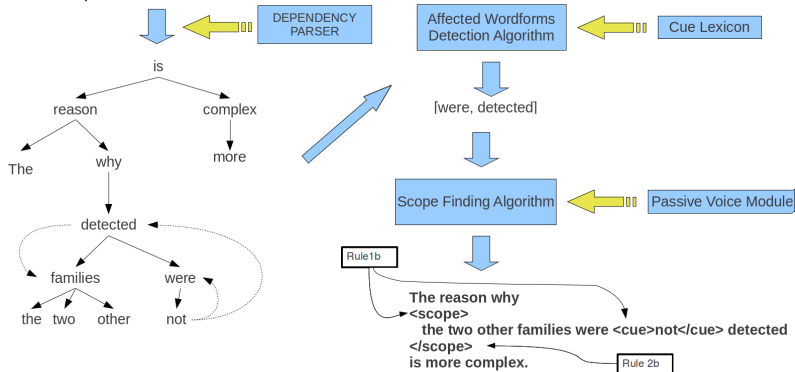 DEPENDENCY
PARSER
is
reason complex
The why more
detected
families were
the two other not
Affected Wordforms
Detection Algorithm
Cue Lexicon
[were, detected]
Scope Finding Algorithm
Passive Voice Module
Rule1b
The reason why
<scope>
the two other families were <cue>not</cue> detected
</scope>
is more complex.
Rule 2b